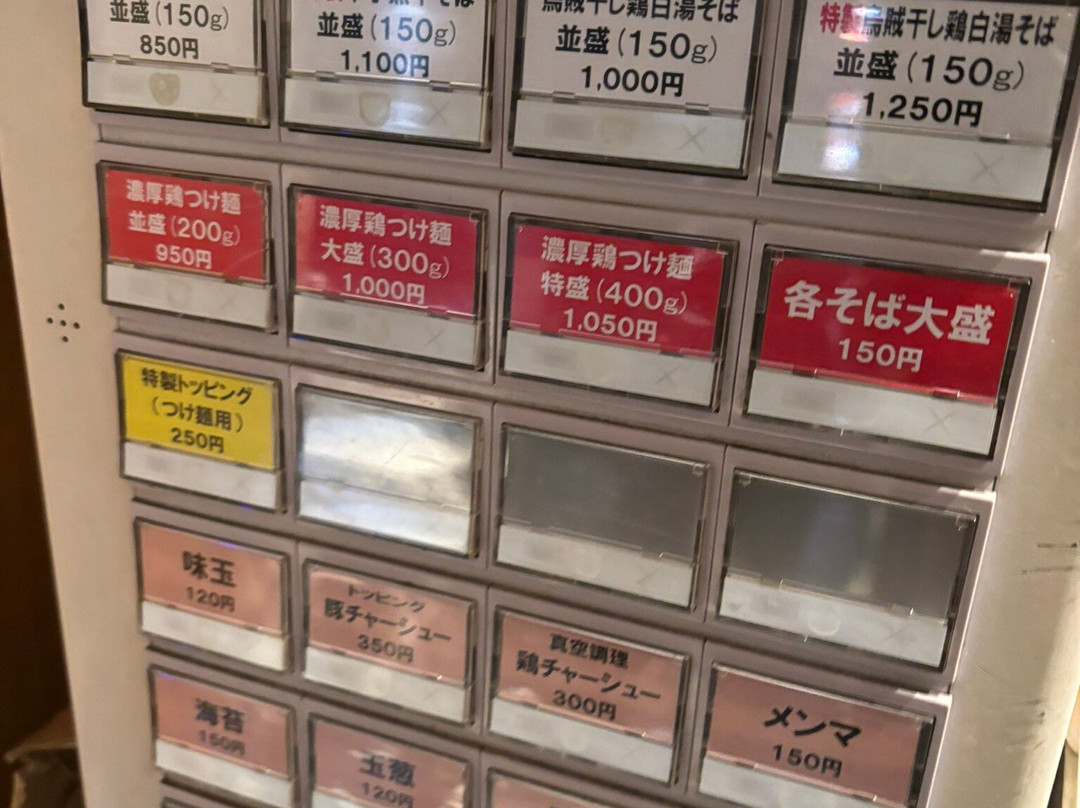 並盛(150g)
850円
並盛(150g)
1,100円
烏賊干し鶏白湯そば
並盛(150g)
1,000円
特製烏賊干し鶏白湯そば
並盛(150g)
1,250円
濃厚鶏つけ麺
並盛(200g)
950円
濃厚鶏つけ麺
大盛(300g)
1,000円
濃厚鶏つけ麺
特盛(400g)
1,050円
各そば大盛
150円
特製トッピング
(つけ麺用)
250円
味玉
120円
トッピング
豚チャーシュー
350円
真空調理
鶏チャーシュー
300円
メンマ
150円
海苔
150円
玉葱
120円